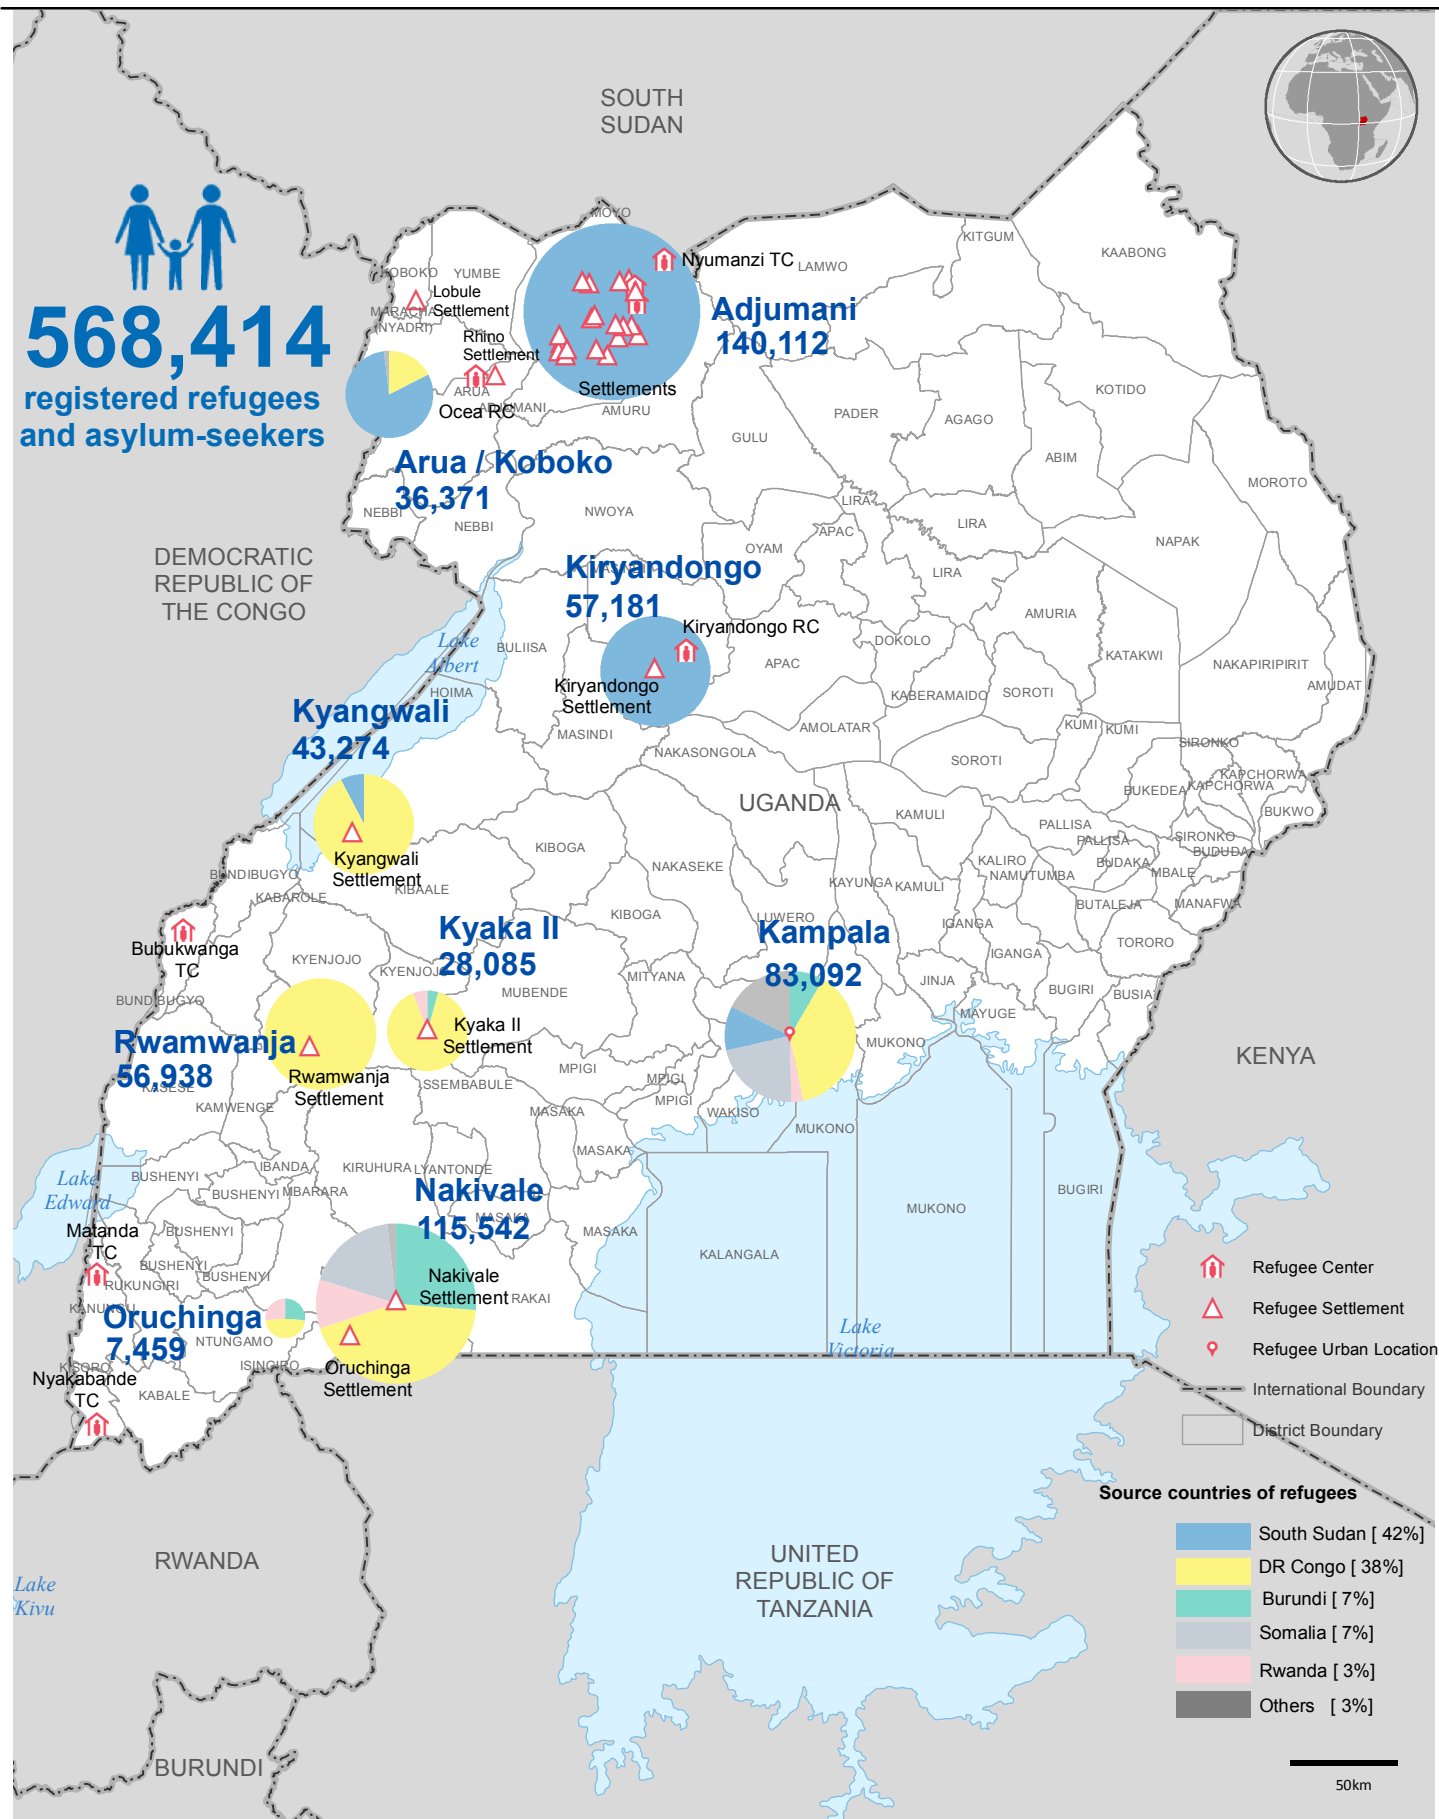 SOUTH
SUDAN
568,414
registered refugees
and asylum-seekers
MOYO
KITGUM
KAABONG
Nyumanzi TC
LAMWO
KOBOKO
YUMBE
Lobule
Settlement
MARACHA
(NYADRI)
Adjumani
140,112
Rhino
Settlement
Settlements
ARUA
Ocea RC
ADJUMANI
AMURU
KOTIDO
PADER
AGAGO
GULU
ABIM
Arua / Koboko
36,371
MOROTO
NEBBI
NEBBI
NWOYA
LIRA
LIRA
APAC
NAPAK
OYAM
DEMOCRATIC
REPUBLIC OF
THE CONGO
Kiryandongo
57,181
LIRA
AMURIA
Kiryandongo RC
Lake
Albert
BULIISA
DOKOLO
KATAKWI
NAKAPIRIPIRIT
APAC
HOIMA
Kiryandongo
Settlement
KABERAMAIDO
SOROTI
AMUDAT
Kyangwali
43,274
AMOLATAR
KUMI
KUMI
MASINDI
NAKASONGOLA
SIRONKO
SOROTI
KAPCHORWA
KAPCHORWA
BUKEDEA
UGANDA
KAMULI
BUKWO
PALLISA
PALLISA
SIRONKO
BUDUDA
KIBOGA
Kyangwali
Settlement
KALIRO
BUDAKA
NAKASEKE
NAMUTUMBA
MBALE
BUNDIBUGYO
KIBAALE
KAYUNGA
KAMULI
KABAROLE
BUTALEJA
MANAFWA
KIBOGA
LUWERO
IGANGA
Kyaka II
28,085
Kampala
83,092
TORORO
Bubukwanga
TC
IGANGA
KYENJOJO
KYENJOJO
MITYANA
JINJA
BUGIRI
BUSIA
MUBENDE
BUNDIBUGYO
MAYUGE
Kyaka II
Settlement
MUKONO
Rwamwanja
56,938
KENYA
MPIGI
Rwamwanja
Settlement
SSEMBABULE
MPIGI
MPIGI
KASESE
KAMWENGE
MASAKA
WAKISO
MUKONO
MASAKA
IBANDA
KIRUHURA
LYANTONDE
BUSHENYI
Lake
Edward
BUSHENYI
MBARARA
BUGIRI
Nakivale
115,542
MUKONO
MASAKA
MASAKA
Matanda
TC
BUSHENYI
KALANGALA
BUSHENYI
BUSHENYI
RUKUNGIRI
Nakivale
Settlement
RAKAI
KANUNGU
Oruchinga
7,459
NTUNGAMO
Lake
Victoria
KISORO
ISINGIRO
Oruchinga
Settlement
Nyakabande
TC
KABALE
Refugee Center
Refugee Settlement
Refugee Urban Location
International Boundary
District Boundary
Source countries of refugees
South Sudan [ 42%]
DR Congo [ 38%]
Burundi [ 7%]
Somalia [ 7%]
Rwanda [ 3%]
Others [ 3%]
RWANDA
UNITED
REPUBLIC OF
TANZANIA
Lake
Kivu
BURUNDI
50km